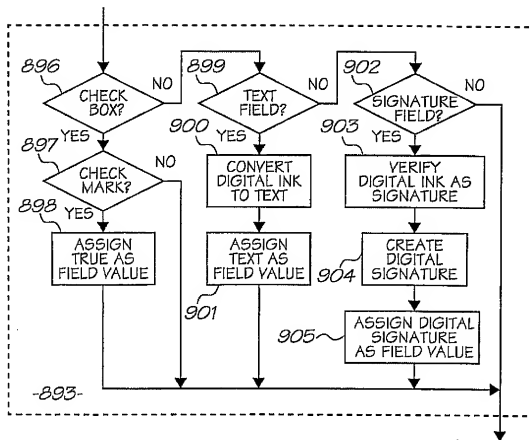 896
CHECK
BOX?
NO
YES
897
CHECK
MARK?
NO
YES
898
ASSIGN
TRUE AS
FIELD VALUE
899
TEXT
FIELD?
NO
YES
900
CONVERT
DIGITAL INK
TO TEXT
ASSIGN
TEXT AS
FIELD VALUE
901
902
SIGNATURE
FIELD?
NO
YES
903
VERIFY
DIGITAL INK AS
SIGNATURE
CREATE
DIGITAL
SIGNATURE
904
ASSIGN DIGITAL
SIGNATURE
AS FIELD VALUE
905
-893-